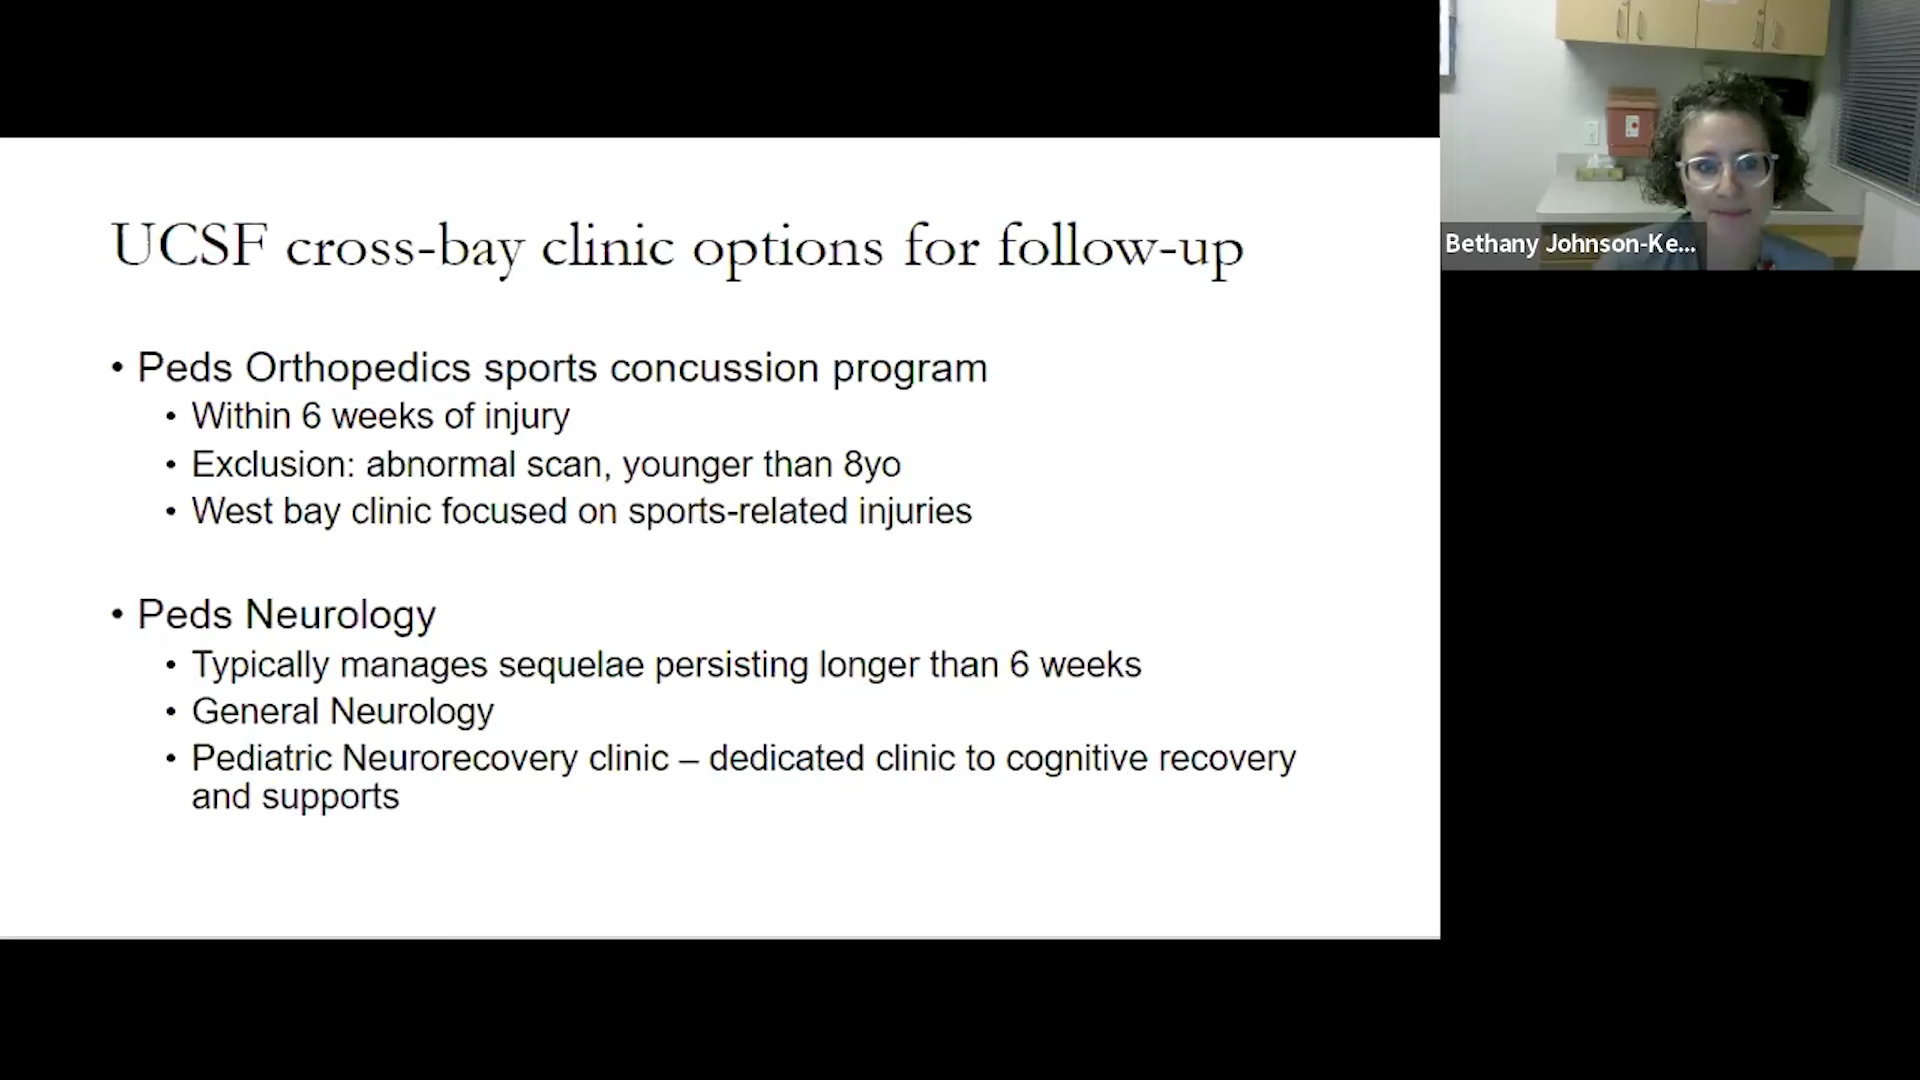 UCSF cross-bay clinic options for follow-up
• Peds Orthopedics sports concussion program
• Within 6 weeks of injury
• Exclusion: abnormal scan, younger than 8yo
• West bay clinic focused on sports-related injuries
• Peds Neurology
• Typically manages sequelae persisting longer than 6 weeks
• General Neurology
• Pediatric Neurorecovery clinic – dedicated clinic to cognitive recovery
and supports
Bethany Johnson-Ke...